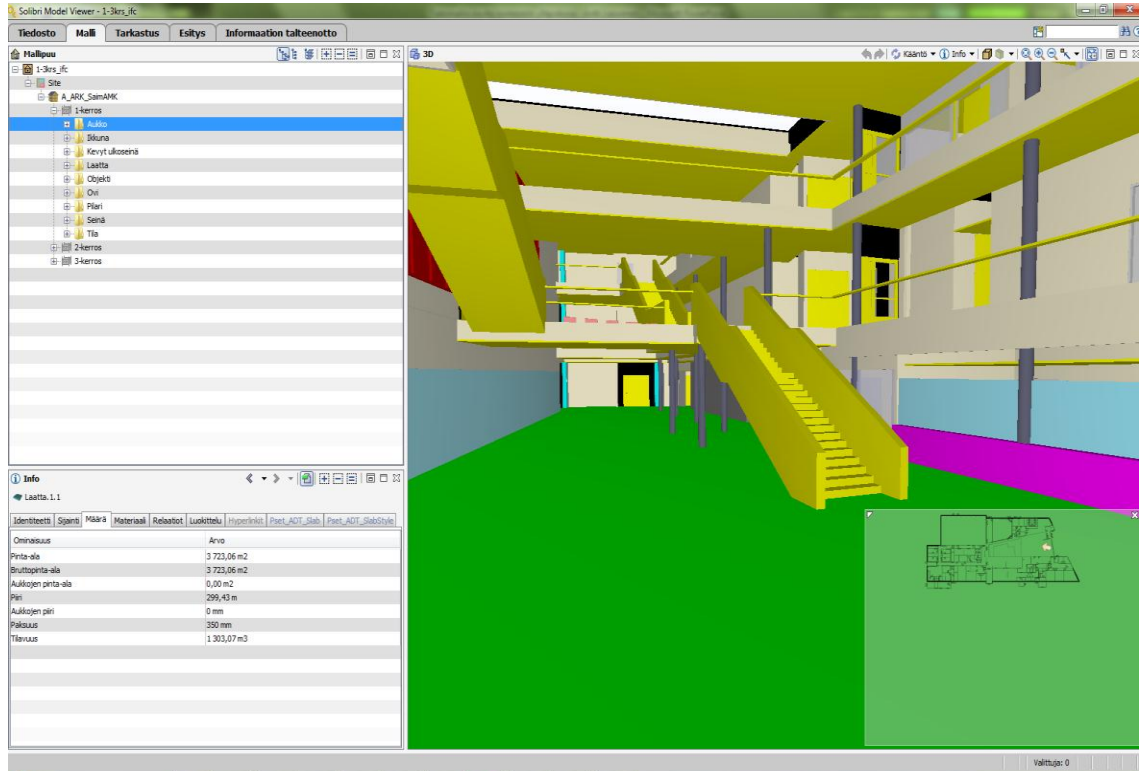 Solibri Model Viewer - 1-3krs_ifc
Tiedosto Malli Tarkastus Esitys Informaation talteenotto
Mallipuu
1-3krs_ifc
Site
A_ARK_SaimAMK
1-kerros
Aukko
Ikkuna
Kevyt ulkoseinä
Laatta
Objekti
Ovi
Pilari
Seinä
Tila
2-kerros
3-kerros
3D Kääntö Info
Info
Laatta.1.1
Identiteetti Sijainti Määrä Materiaali Relaatiot Luokittelu Hyperlinkit Pset_ADT_Slab Pset_ADT_SlabStyle
Ominaisuus Arvo
Pinta-ala 3 723,06 m2
Bruttopinta-ala 3 723,06 m2
Aukkojen pinta-ala 0,00 m2
Piiri 299,43 m
Aukkojen piiri 0 mm
Paksuus 350 mm
Tilavuus 1 303,07 m3
Valittuja: 0